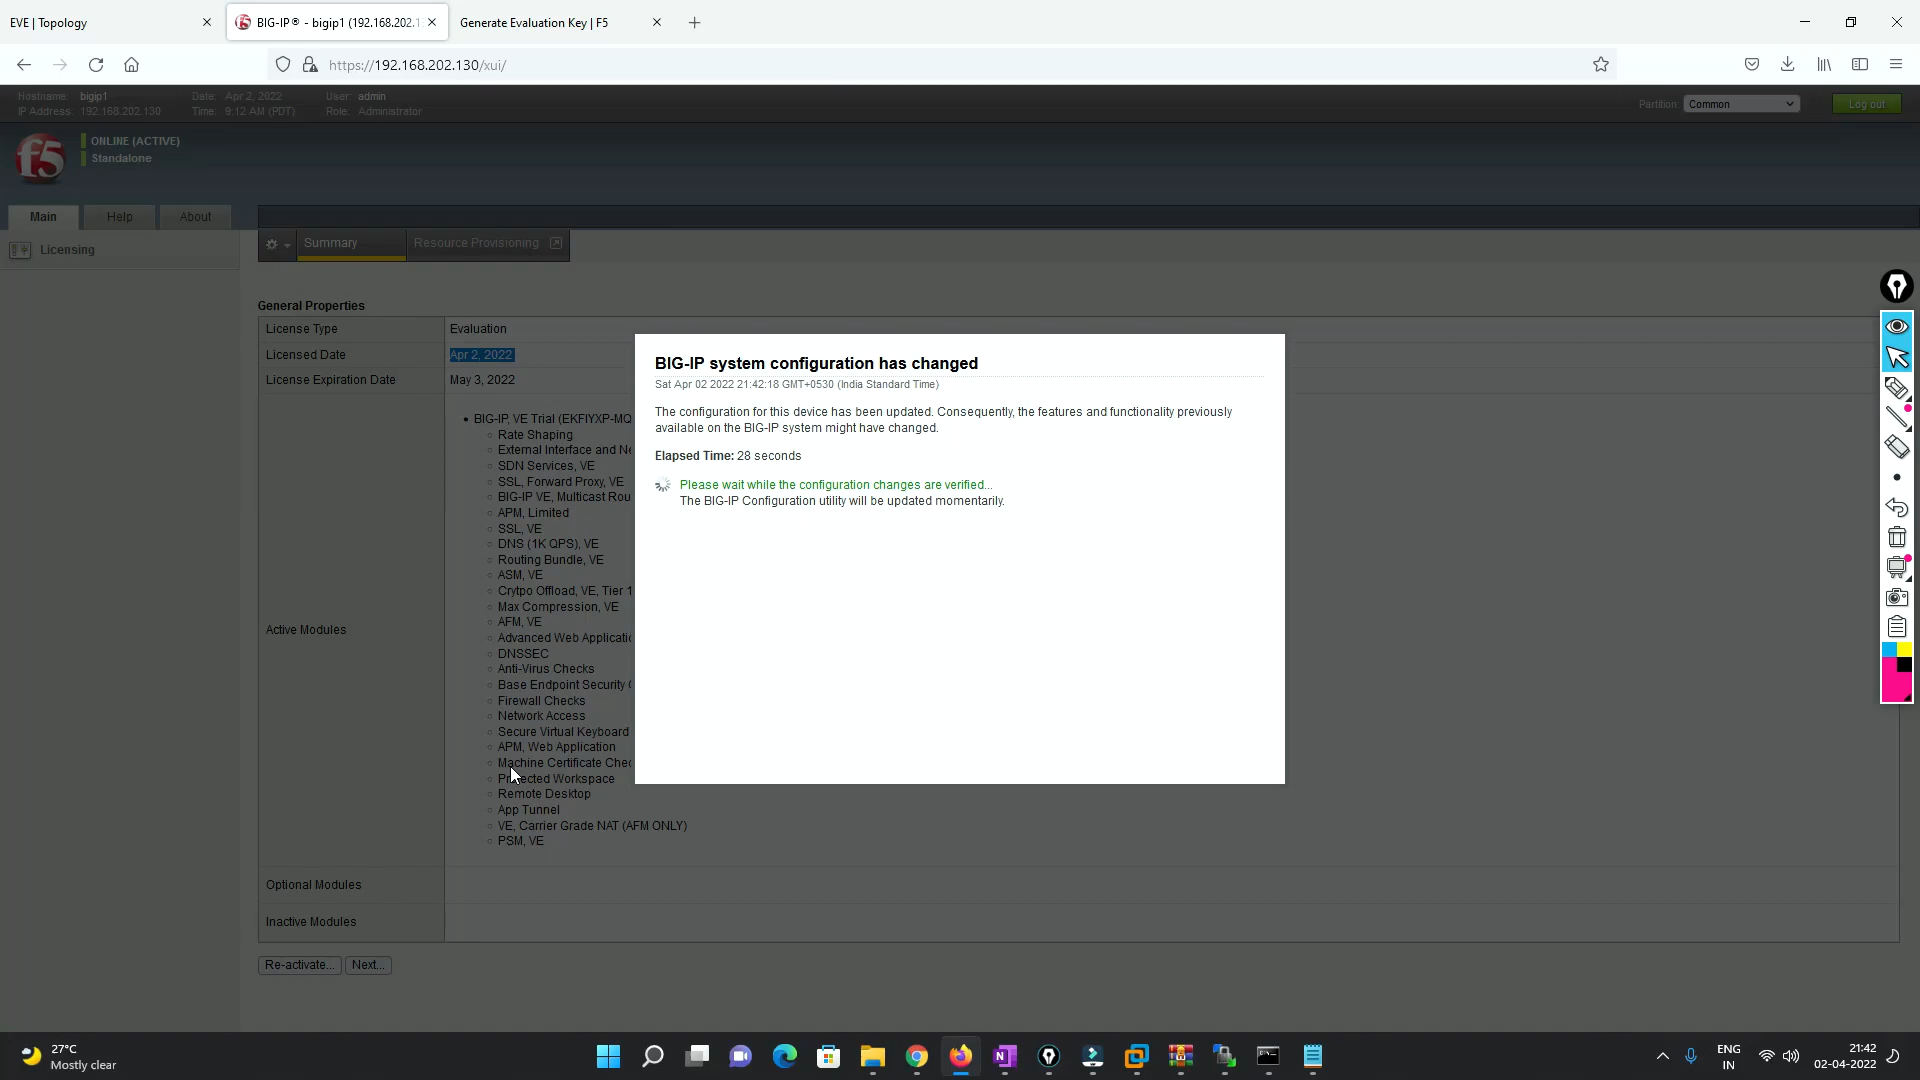 EVE | Topology
BIG-IP® - bigip1 (192.168.202.1
Generate Evaluation Key | F5
https://192.168.202.130/xui/
Hostname: bigip1
Date: Apr 2, 2022
User: admin
IP Address: 192.168.202.130
Time: 9:12 AM (PDT)
Role: Administrator
Partition: Common
Log out
f5
ONLINE (ACTIVE)
Standalone
Main
Help
About
Licensing
Summary
Resource Provisioning
General Properties
License Type
Evaluation
Licensed Date
Apr 2, 2022
License Expiration Date
May 3, 2022
Active Modules
BIG-IP, VE Trial (EKFIYXP-MQ
Rate Shaping
External Interface and Ne
SDN Services, VE
SSL, Forward Proxy, VE
BIG-IP VE, Multicast Rou
APM, Limited
SSL, VE
DNS (1K QPS), VE
Routing Bundle, VE
ASM, VE
Crytpo Offload, VE, Tier 1
Max Compression, VE
AFM, VE
Advanced Web Applicatio
DNSSEC
Anti-Virus Checks
Base Endpoint Security
Firewall Checks
Network Access
Secure Virtual Keyboard
APM, Web Application
Machine Certificate Chec
Protected Workspace
Remote Desktop
App Tunnel
VE, Carrier Grade NAT (AFM ONLY)
PSM, VE
Optional Modules
Inactive Modules
Re-activate...
Next...
BIG-IP system configuration has changed
Sat Apr 02 2022 21:42:18 GMT+0530 (India Standard Time)
The configuration for this device has been updated. Consequently, the features and functionality previously
available on the BIG-IP system might have changed.
Elapsed Time: 28 seconds
Please wait while the configuration changes are verified...
The BIG-IP Configuration utility will be updated momentarily.
27°C
Mostly clear
ENG
IN
21:42
02-04-2022